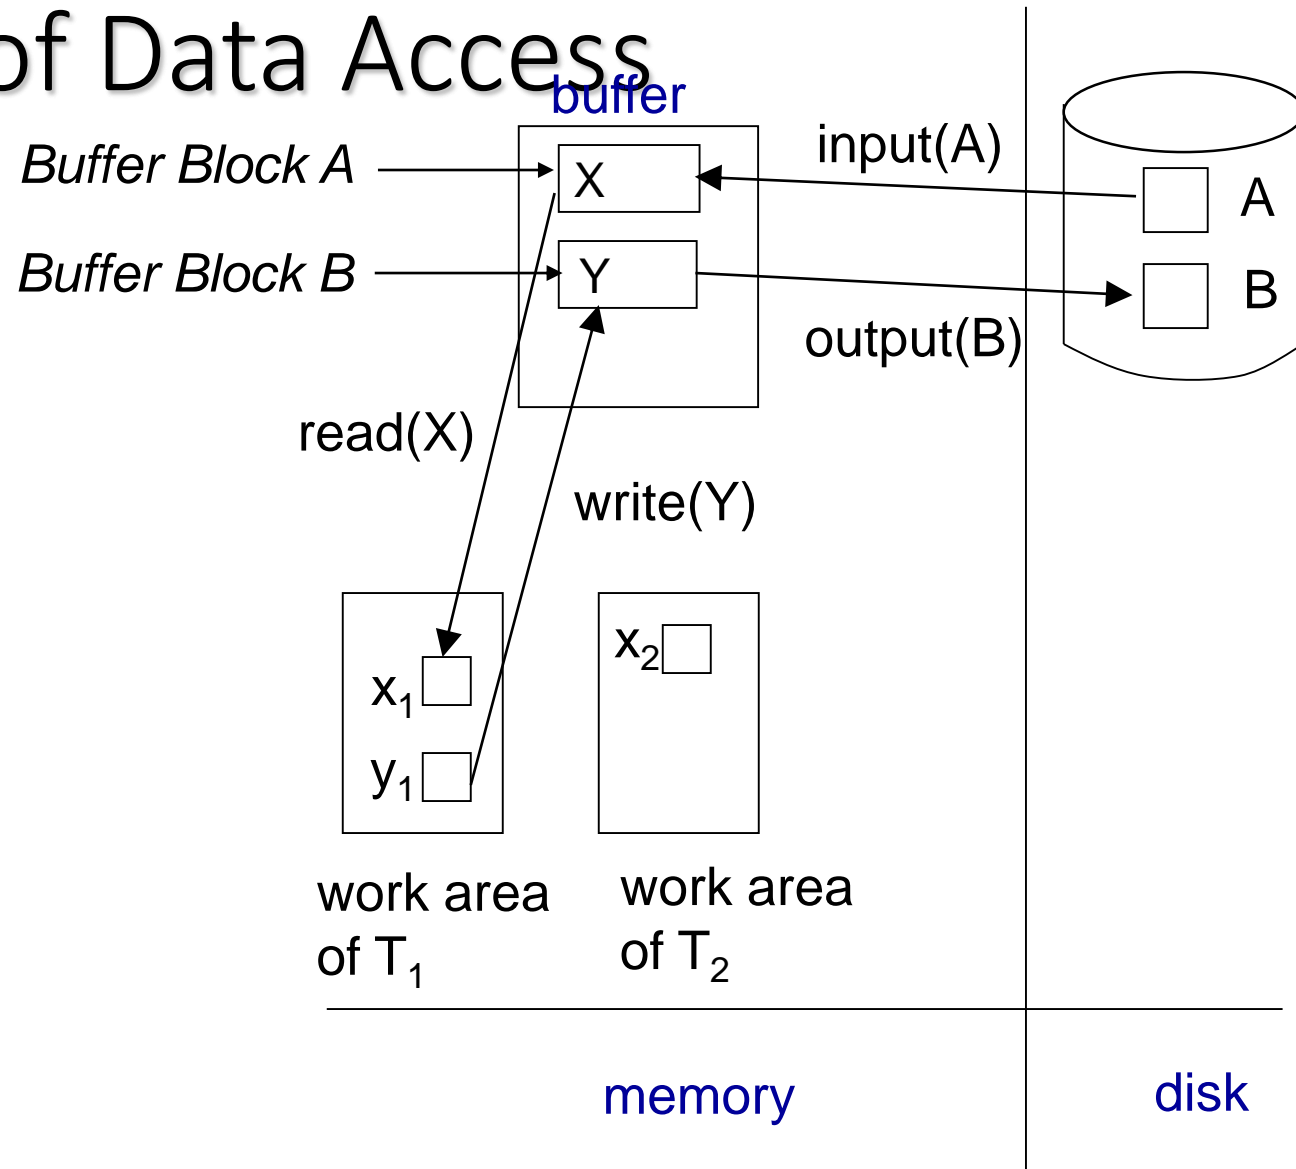 of Data Access
buffer
Buffer Block A
X
input(A)
A
Buffer Block B
Y
B
output(B)
read(X)
write(Y)
x2
x1
y1
work area
of T1
work area
of T2
memory
disk